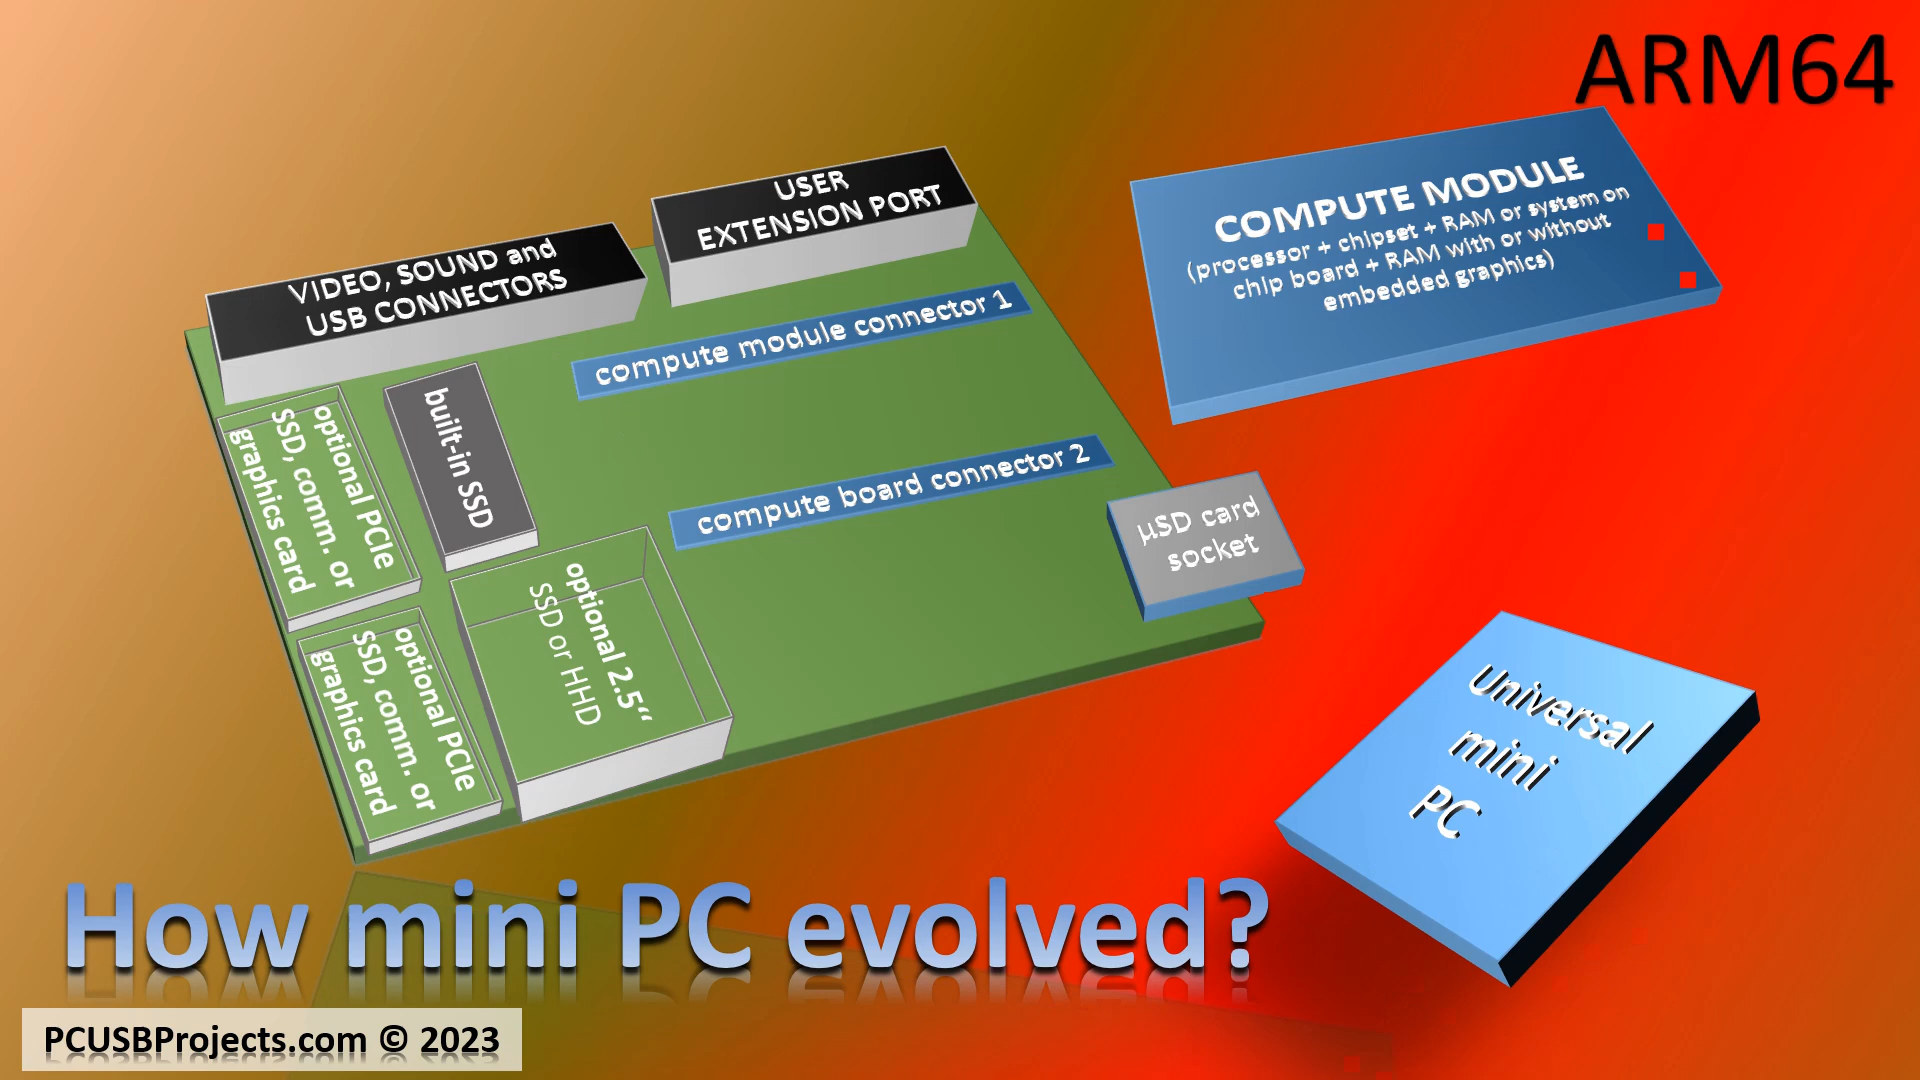 ARM64
USER
EXTENSION PORT
VIDEO, SOUND and
USB CONNECTORS
COMPUTE MODULE
(processor + chipset + RAM or system on
chip board + RAM with or without
embedded graphics)
compute module connector 1
compute board connector 2
built-in SSD
optional PCIe
SSD, comm. or
graphics card
µSD card
socket
optional 2.5“
SSD or HHD
optional PCIe
SSD, comm. or
graphics card
Universal
mini
PC
How mini PC evolved?
PCUSBProjects.com © 2023